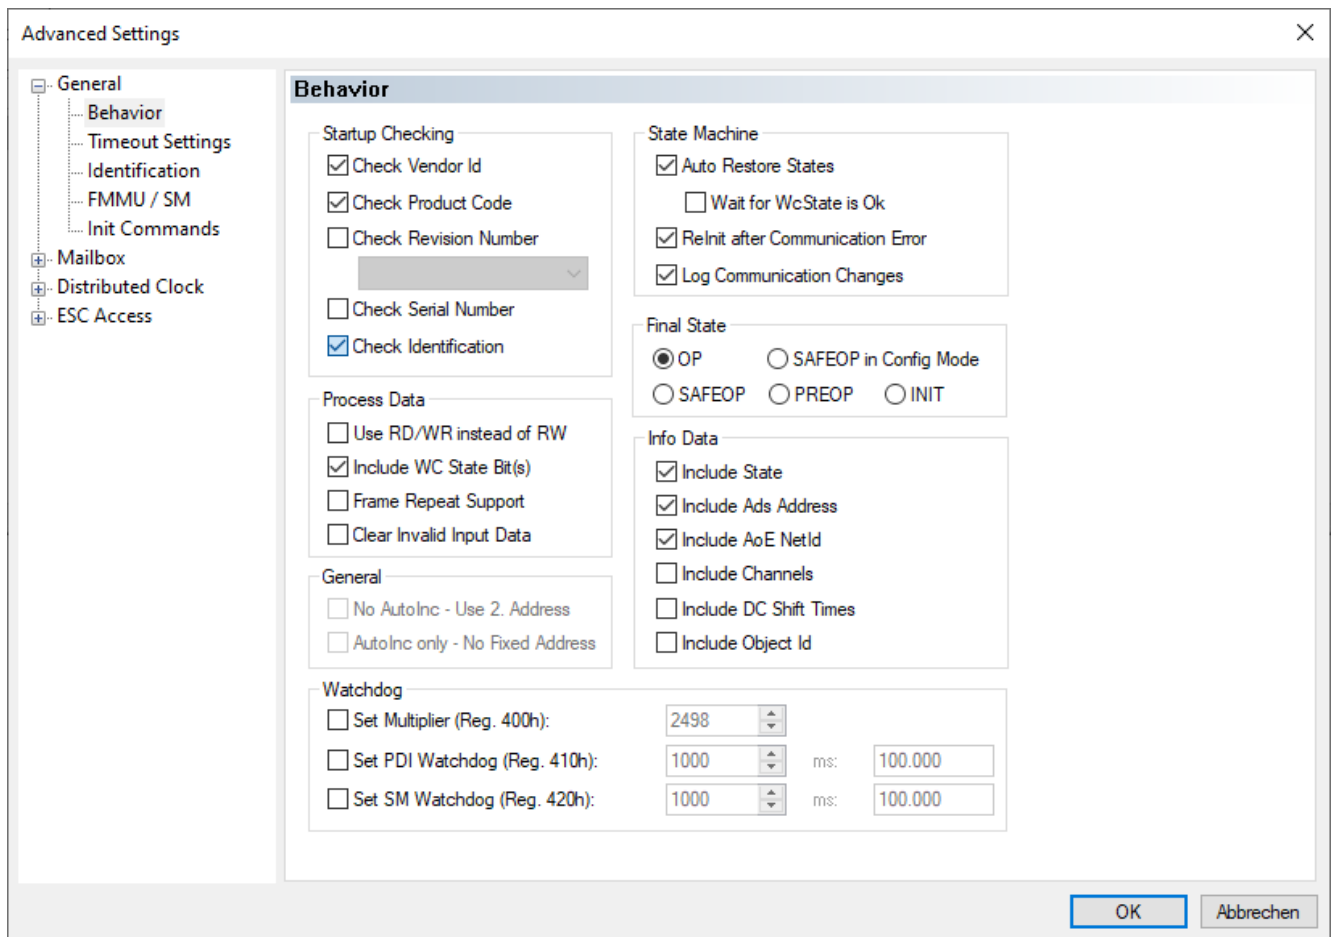 Advanced Settings
General
Behavior
Timeout Settings
Identification
FMMU / SM
Init Commands
Mailbox
Distributed Clock
ESC Access
Behavior
Startup Checking
Check Vendor Id
Check Product Code
Check Revision Number
Check Serial Number
Check Identification
Process Data
Use RD/WR instead of RW
Include WC State Bit(s)
Frame Repeat Support
Clear Invalid Input Data
General
No AutoInc - Use 2. Address
AutoInc only - No Fixed Address
State Machine
Auto Restore States
Wait for WcState is Ok
ReInit after Communication Error
Log Communication Changes
Final State
OP SAFEOP in Config Mode
SAFEOP PREOP INIT
Info Data
Include State
Include Ads Address
Include AoE NetId
Include Channels
Include DC Shift Times
Include Object Id
Watchdog
Set Multiplier (Reg. 400h): 2498
Set PDI Watchdog (Reg. 410h): 1000 ms: 100.000
Set SM Watchdog (Reg. 420h): 1000 ms: 100.000
OK Abbrechen